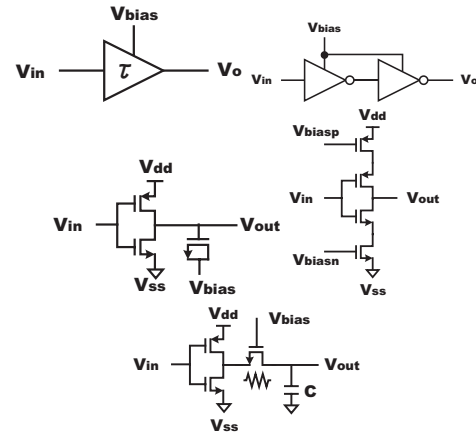 Vbias
Vin τ Vo
Vbias
Vin Vo
Vdd
Vbiasp
Vin Vout
Vbiasn
Vss
Vdd
Vin Vout
Vss Vbias
Vdd Vbias
Vin Vout
C
Vss